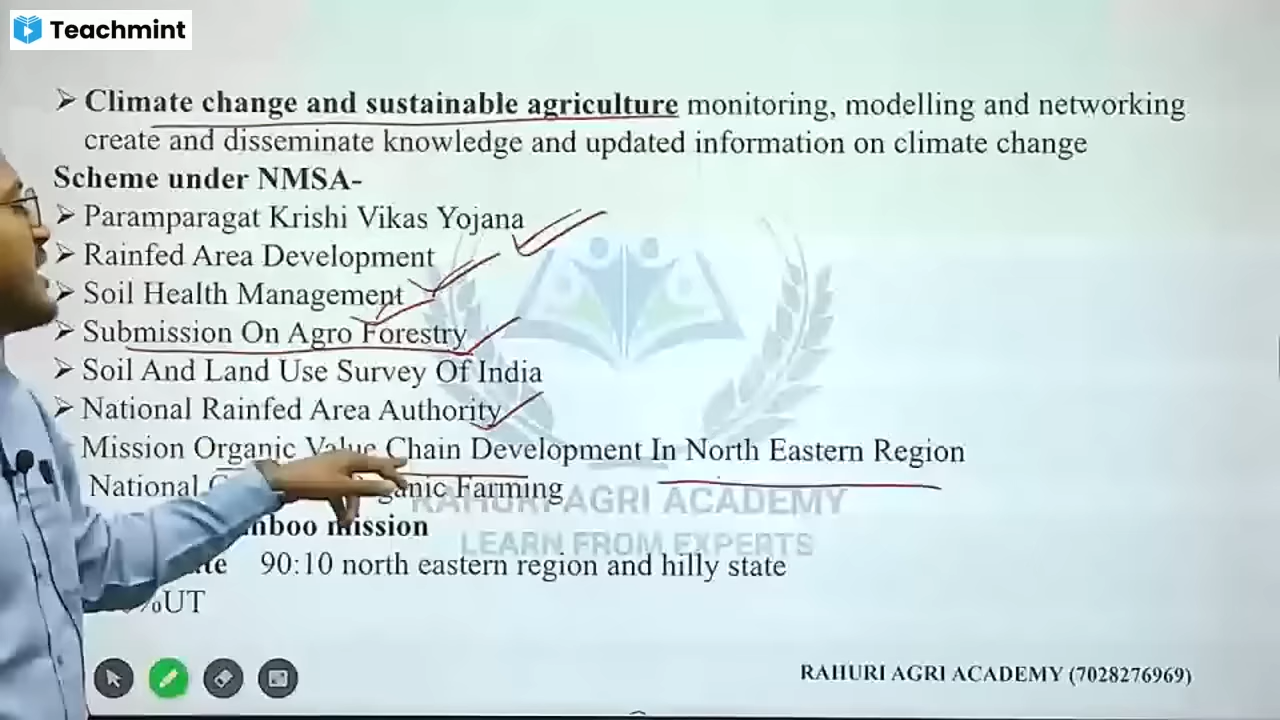 Teachmint
➢ Climate change and sustainable agriculture monitoring, modelling and networking
create and disseminate knowledge and updated information on climate change
Scheme under NMSA-
➢ Paramparagat Krishi Vikas Yojana
➢ Rainfed Area Development
➢ Soil Health Management
➢ Submission On Agro Forestry
➢ Soil And Land Use Survey Of India
➢ National Rainfed Area Authority
Mission Organic Value Chain Development In North Eastern Region
National Farming
mission
90:10 north eastern region and hilly state
%UT
RAHURI AGRI ACADEMY
LEARN FROM EXPERTS
RAHURI AGRI ACADEMY (7028276969)